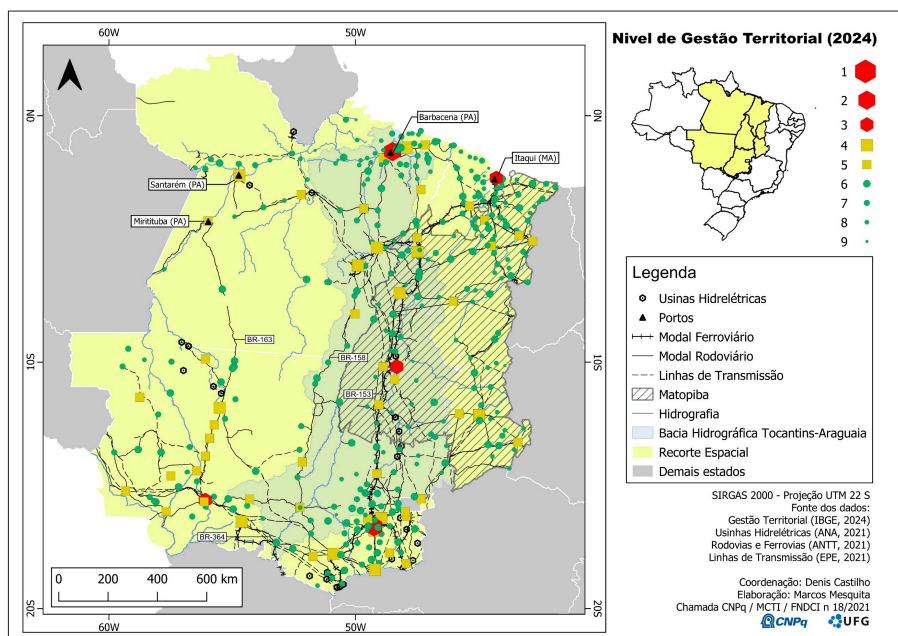 60W
50W
Nivel de Gestão Territorial (2024)
1
2
3
4
5
6
7
8
9
0N
Barbacena (PA)
Itaqui (MA)
Santarém (PA)
Miritituba (PA)
BR-163
BR-158
10S
10S
BR-153
BR-364
0 200 400 600 km
20S
20S
60W
50W
Legenda
Usinas Hidrelétricas
Portos
Modal Ferroviário
Modal Rodoviário
Linhas de Transmissão
Matopiba
Hidrografia
Bacia Hidrográfica Tocantins-Araguaia
Recorte Espacial
Demais estados
SIRGAS 2000 - Projeção UTM 22 S
Fonte dos dados:
Gestão Territorial (IBGE, 2024)
Usinhas Hidrelétricas (ANA, 2021)
Rodovias e Ferrovias (ANTT, 2021)
Linhas de Transmissão (EPE, 2021)
Coordenação: Denis Castilho
Elaboração: Marcos Mesquita
Chamada CNPq / MCTI / FNDCI n 18/2021
CNPq UFG